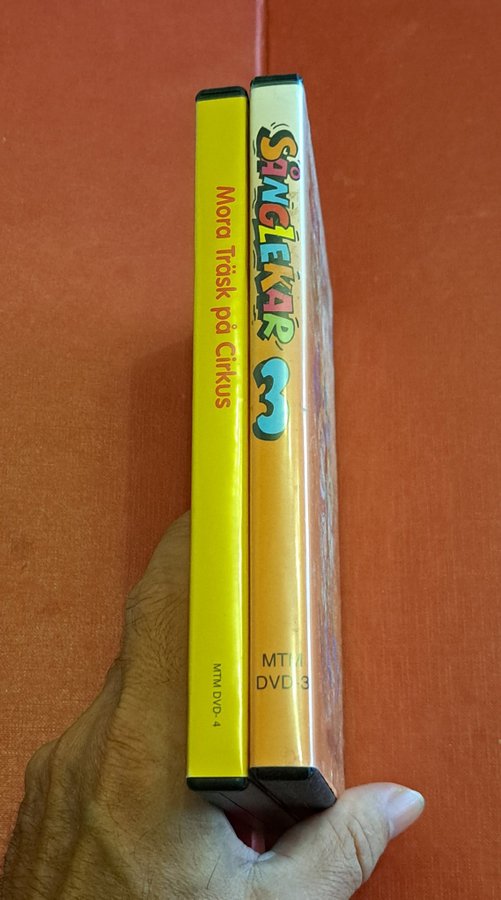 Mora Träsk på Cirkus
MTM DVD- 4
SÅNGLEKAR 3
MTM
DVD-3